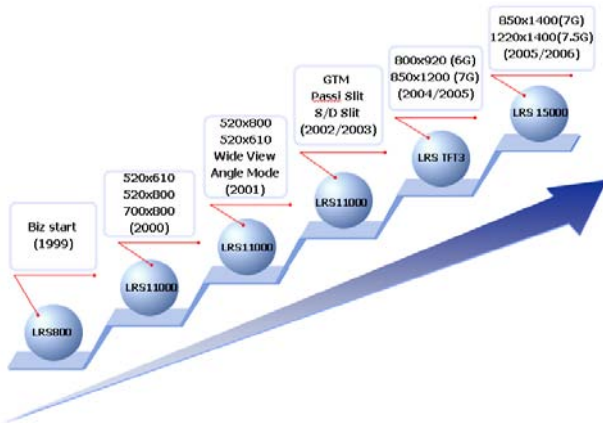 Biz start
(1999)
LRS800
520x610
520x800
700x800
(2000)
LRS11000
520x800
520x610
Wide View
Angle Mode
(2001)
LRS11000
GTM
Passi Slit
S/D Slit
(2002/2003)
LRS11000
800x920 (6G)
850x1200 (7G)
(2004/2005)
LRS TFT3
850x1400(7G)
1220x1400(7.5G)
(2005/2006)
LRS 15000